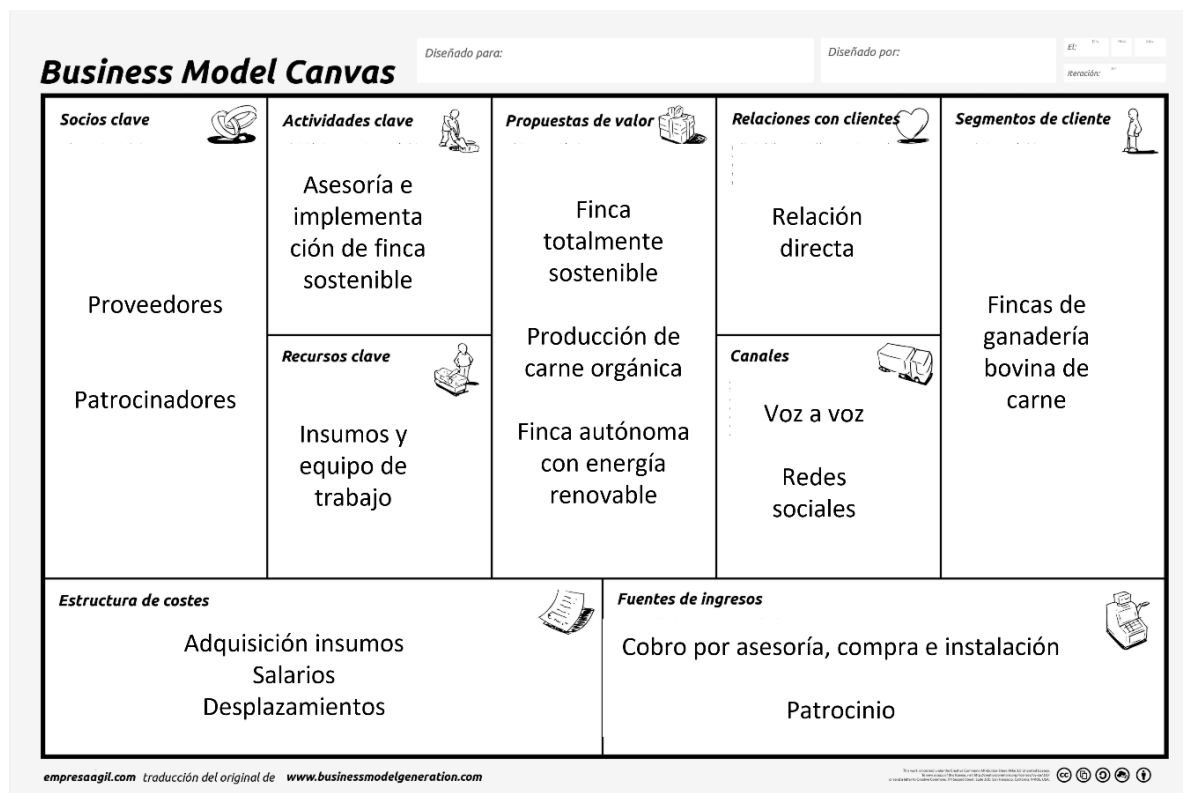 Business Model Canvas
Diseñado para:
Diseñado por:
El:
Iteración:
Socios clave
Proveedores
Patrocinadores
Actividades clave
Asesoría e
implementa
ción de finca
sostenible
Recursos clave
Insumos y
equipo de
trabajo
Propuestas de valor
Finca
totalmente
sostenible
Producción de
carne orgánica
Finca autónoma
con energía
renovable
Relaciones con clientes
Relación
directa
Canales
Voz a voz
Redes
sociales
Segmentos de cliente
Fincas de
ganadería
bovina de
carne
Estructura de costes
Adquisición insumos
Salarios
Desplazamientos
Fuentes de ingresos
Cobro por asesoría, compra e instalación
Patrocinio
empresaagil.com traducción del original de www.businessmodelgeneration.com